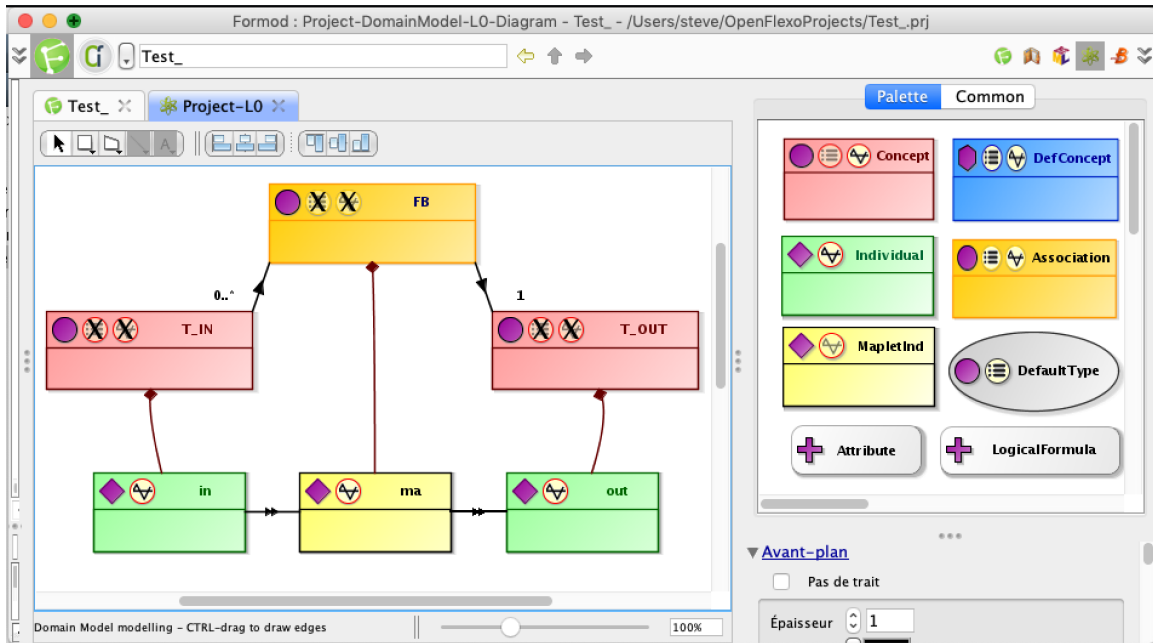 Formod : Project-DomainModel-L0-Diagram - Test_ - /Users/steve/OpenFlexoProjects/Test_.prj
Test_
Test_
Project-L0
Palette
Common
FB
0..*
1
T_IN
T_OUT
in
ma
out
Concept
DefConcept
Individual
Association
MapletInd
DefaultType
Attribute
LogicalFormula
Avant-plan
Pas de trait
Épaisseur
1
Domain Model modelling - CTRL-drag to draw edges
100%